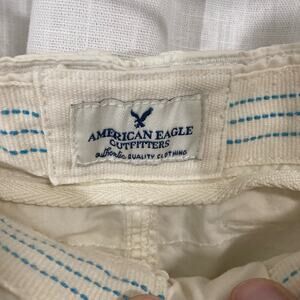 AMERICAN EAGLE
OUTFITTERS
authentic QUALITY CLOTHING